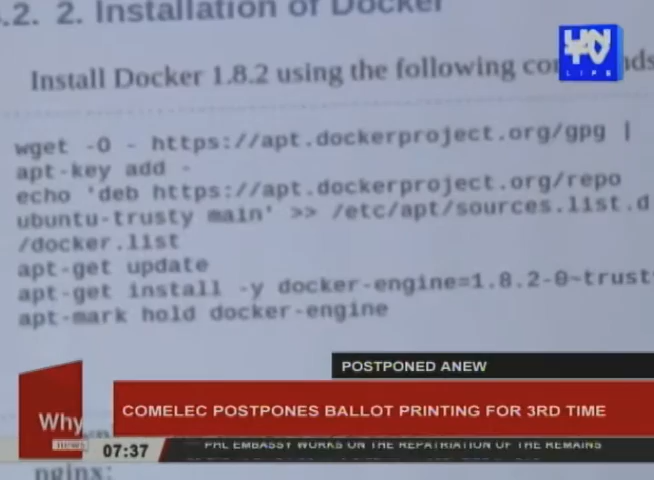 .2. 2. Installation of Docker
Install Docker 1.8.2 using the following
UNTV
LIFE
wget -O - https://apt.dockerproject.org/gpg |
apt-key add -
echo 'deb https://apt.dockerproject.org/repo
ubuntu-trusty main' >> /etc/apt/sources.list.d
/docker.list
apt-get update
apt-get install -y docker-engine=1.8.2-0~trust
apt-mark hold docker-engine
POSTPONED ANEW
COMELEC POSTPONES BALLOT PRINTING FOR 3RD TIME
Why
NEWS
07:37
PHL EMBASSY WORKS ON THE REPATRIATION OF THE REMAINS
nginx: